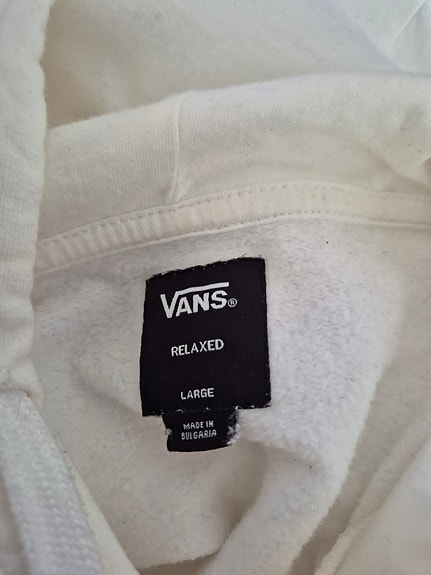 VANS®
RELAXED
LARGE
MADE IN
BULGARIA